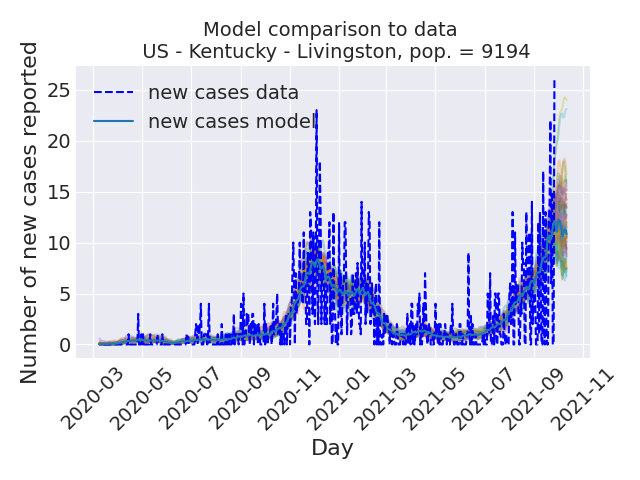 Model comparison to data
US - Kentucky - Livingston, pop. = 9194
Number of new cases reported
25
20
15
10
5
0
new cases data
new cases model
2020-03
2020-05
2020-07
2020-09
2020-11
2021-01
2021-03
2021-05
2021-07
2021-09
2021-11
Day